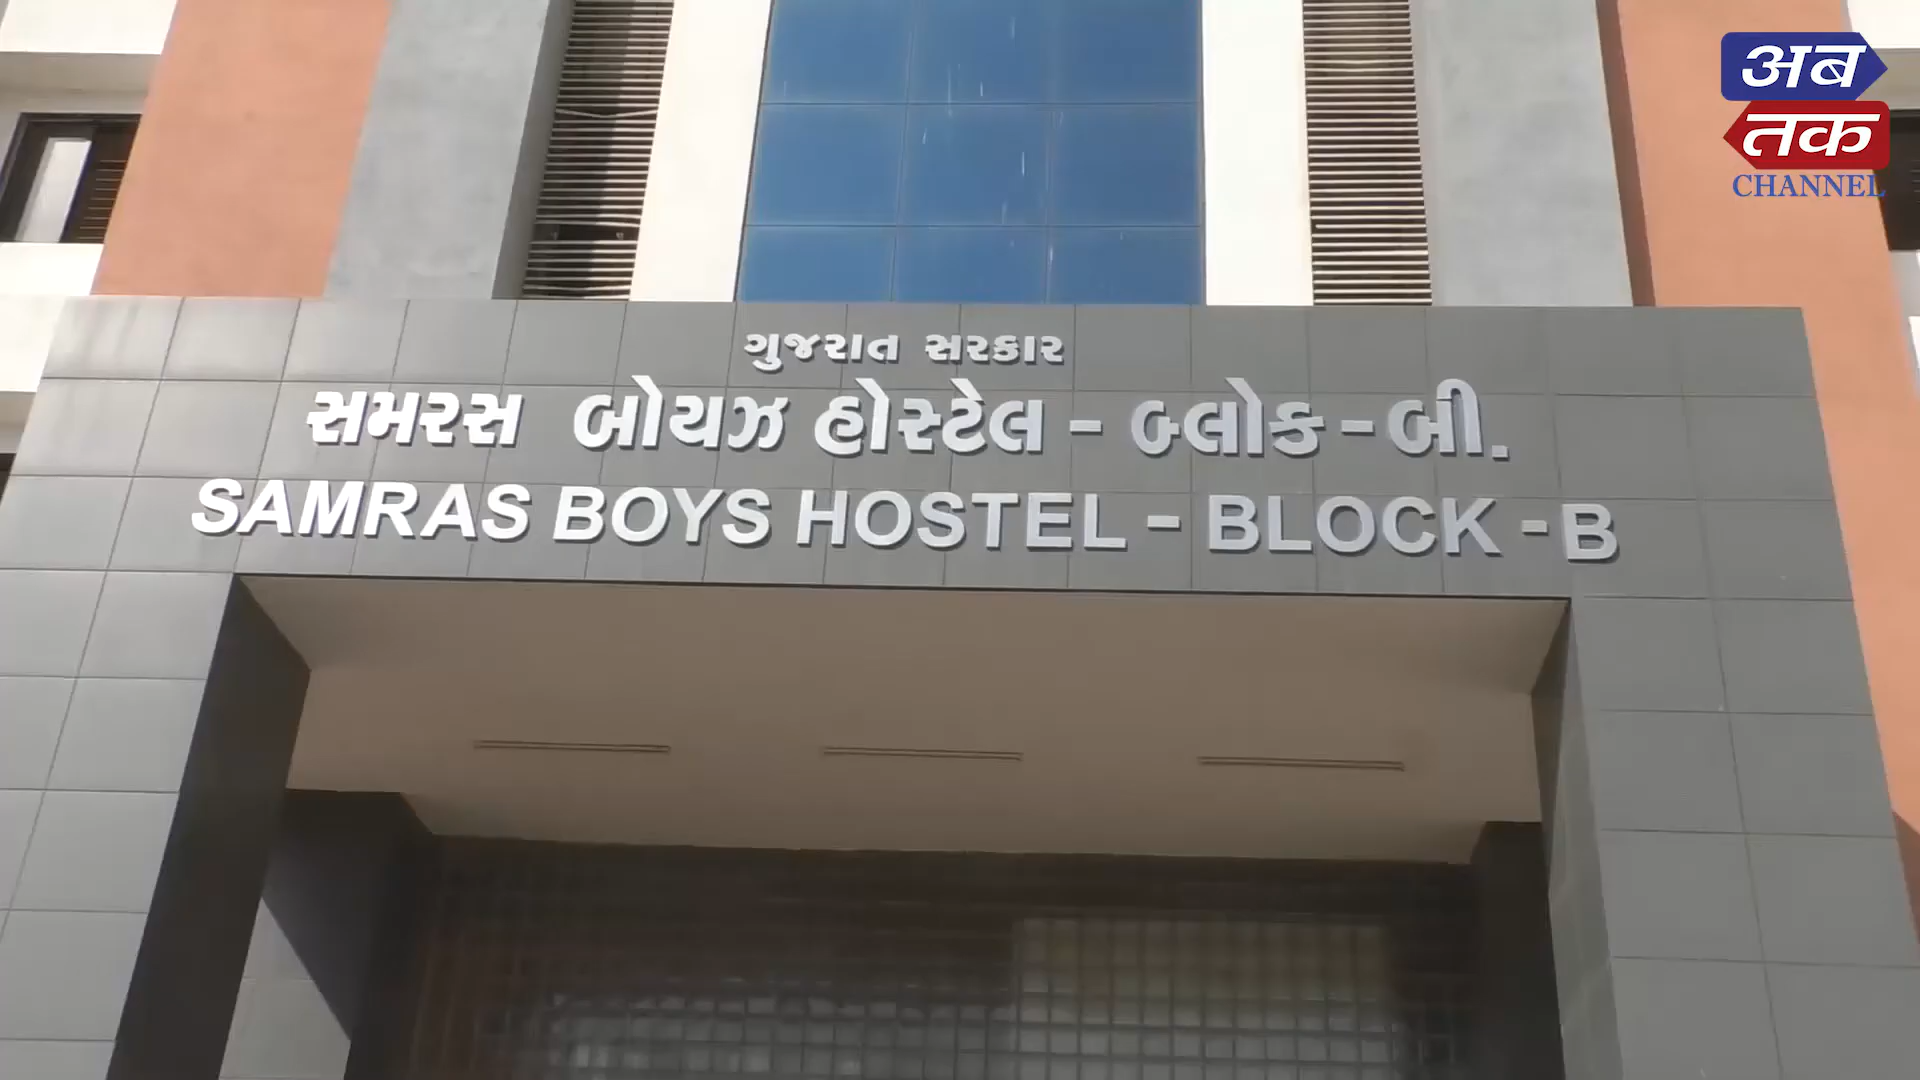 अब
तक
CHANNEL
ગુજરાત સરકાર
સમરસ બોયઝ હોસ્ટેલ - બ્લોક - બી.
SAMRAS BOYS HOSTEL - BLOCK - B